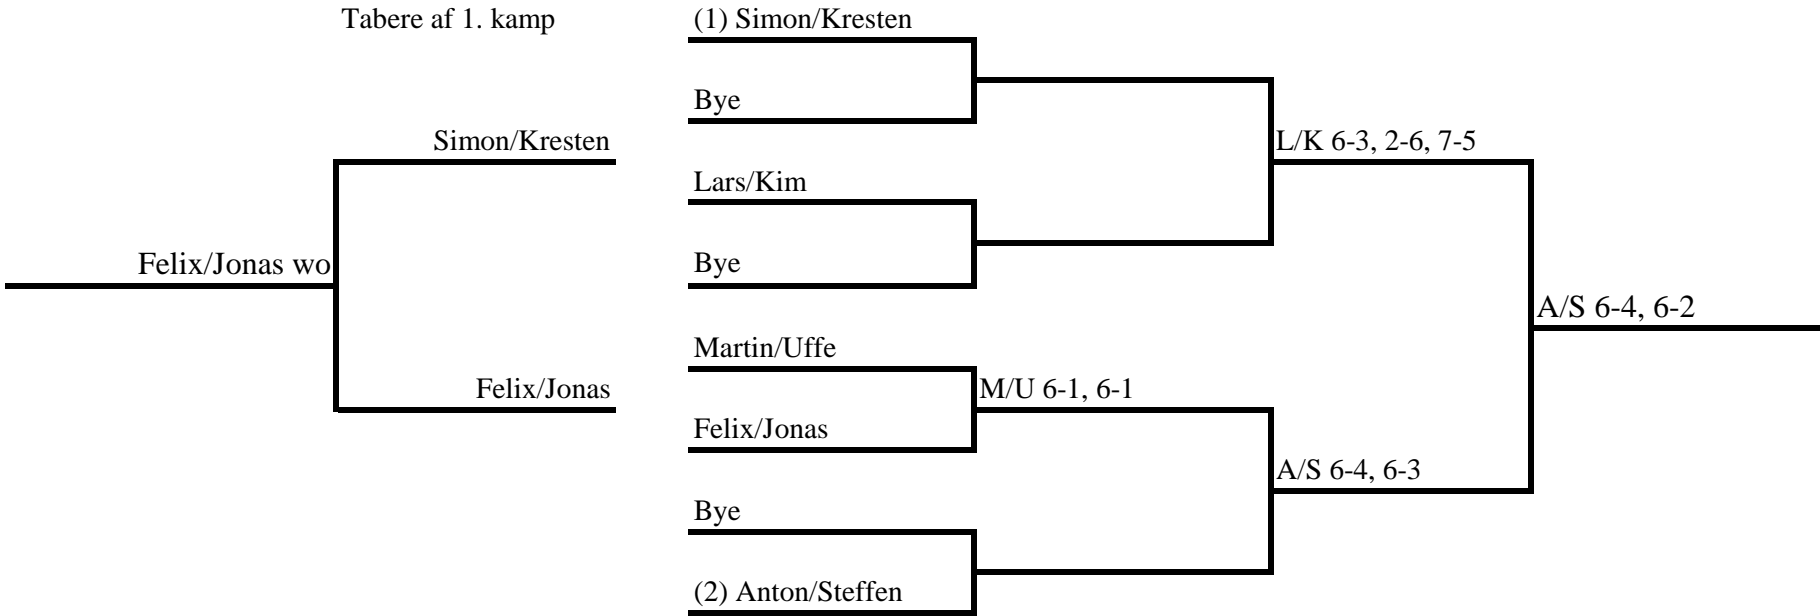 Tabere af 1. kamp
(1) Simon/Kresten
Bye
Simon/Kresten
L/K 6-3, 2-6, 7-5
Lars/Kim
Felix/Jonas wo
Bye
A/S 6-4, 6-2
Martin/Uffe
Felix/Jonas
M/U 6-1, 6-1
Felix/Jonas
A/S 6-4, 6-3
Bye
(2) Anton/Steffen